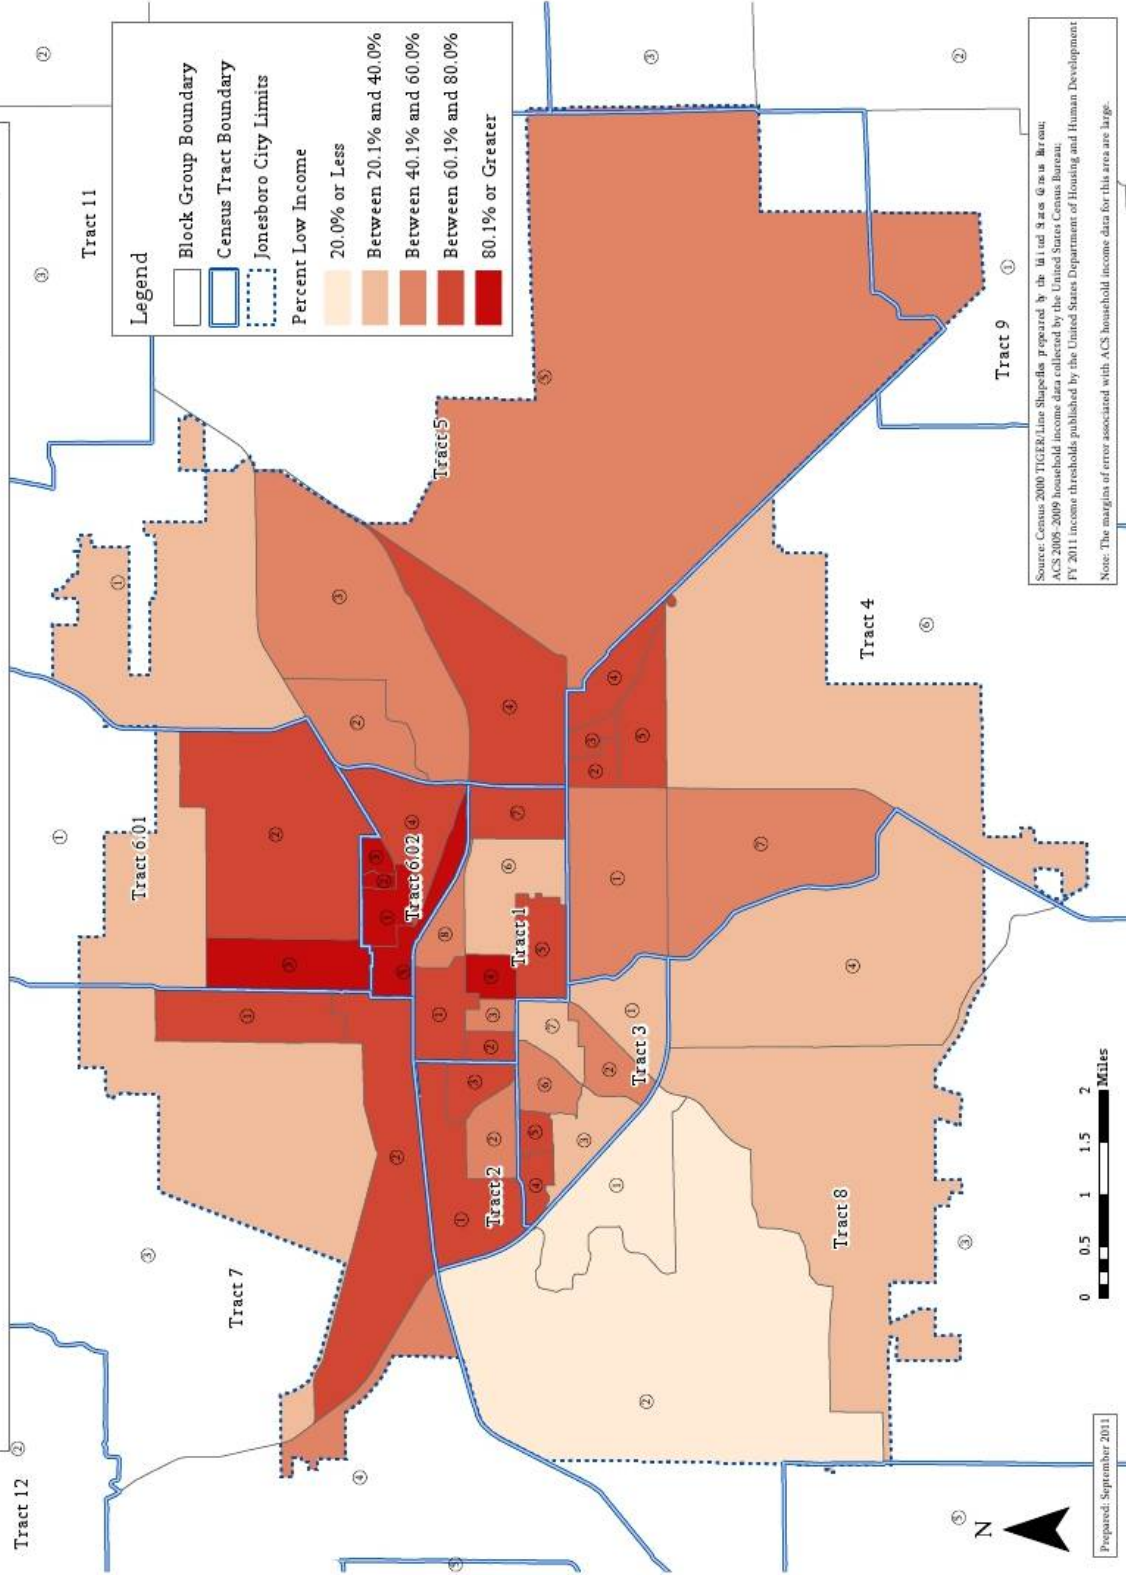 Legend
Block Group Boundary
Census Tract Boundary
Jonesboro City Limits
Percent Low Income
20.0% or Less
Between 20.1% and 40.0%
Between 40.1% and 60.0%
Between 60.1% and 80.0%
80.1% or Greater
Tract 12
Tract 11
Tract 6.01
Tract 7
Tract 6.02
Tract 5
Tract 1
Tract 2
Tract 3
Tract 4
Tract 8
Tract 9
N
0 0.5 1 1.5 2
Miles
Prepared: September 2011
Source: Census 2000 TIGER/Line Shapefiles prepared by the United States Census Bureau;
ACS 2005-2009 household income data collected by the United States Census Bureau;
FY 2011 income thresholds published by the United States Department of Housing and Human Development
Note: The margins of error associated with ACS household income data for this area are large.